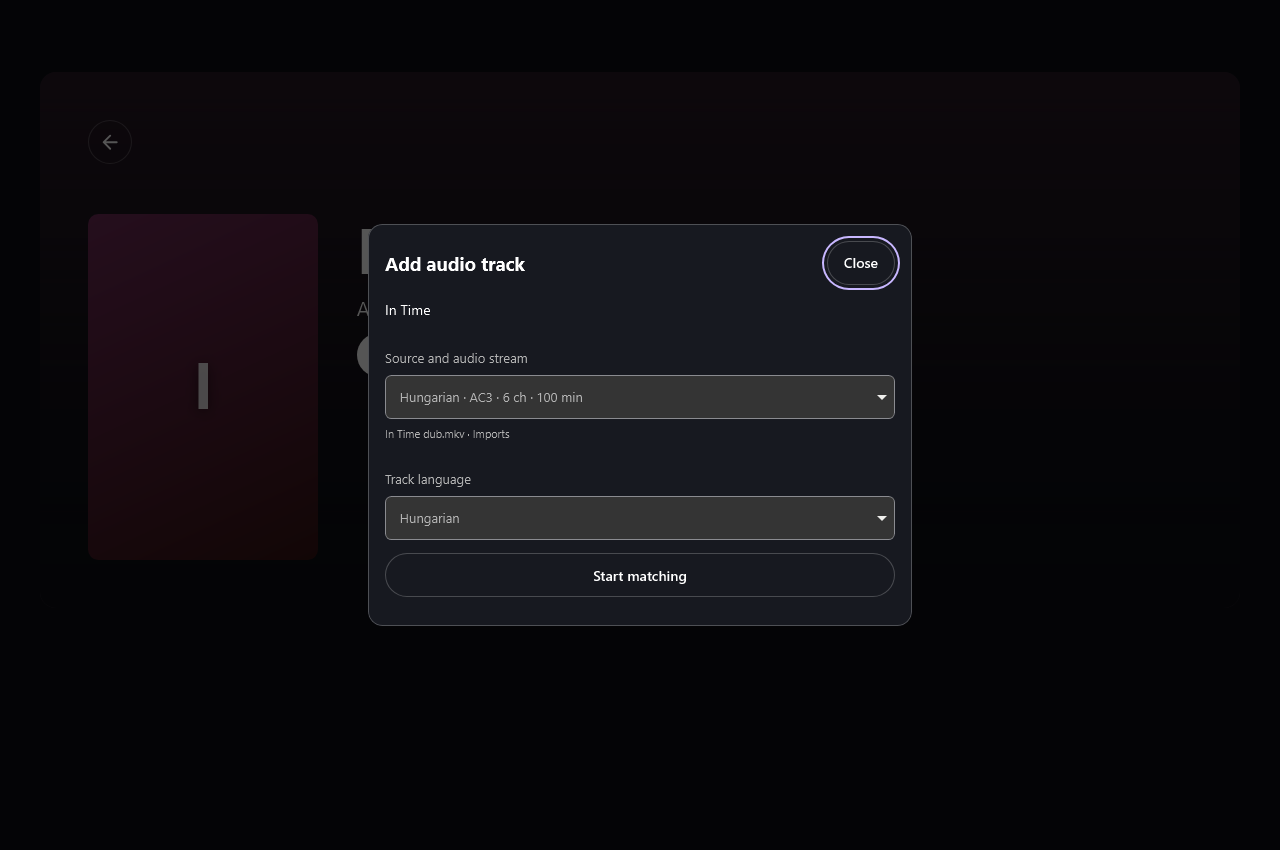 Add audio track
Close
In Time
Source and audio stream
Hungarian · AC3 · 6 ch · 100 min
In Time dub.mkv · Imports
Track language
Hungarian
Start matching
I
A